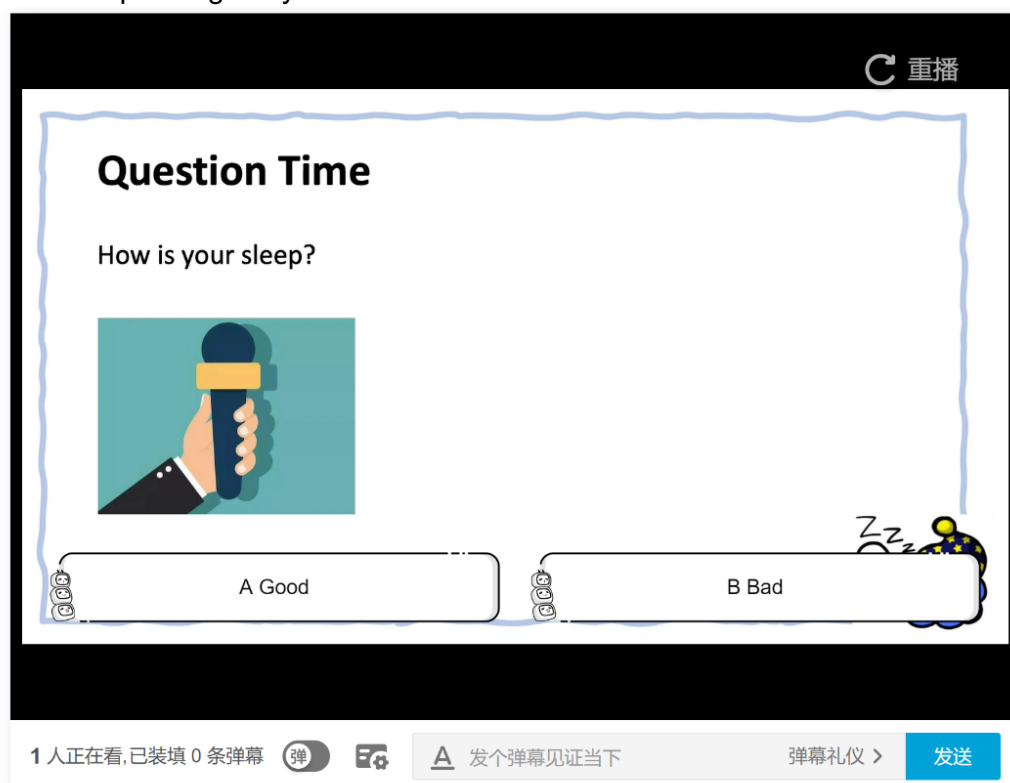 重播
Question Time
How is your sleep?
Zzz
A Good
B Bad
1 人正在看,已装填 0 条弹幕
弹
A 发个弹幕见证当下
弹幕礼仪 >
发送